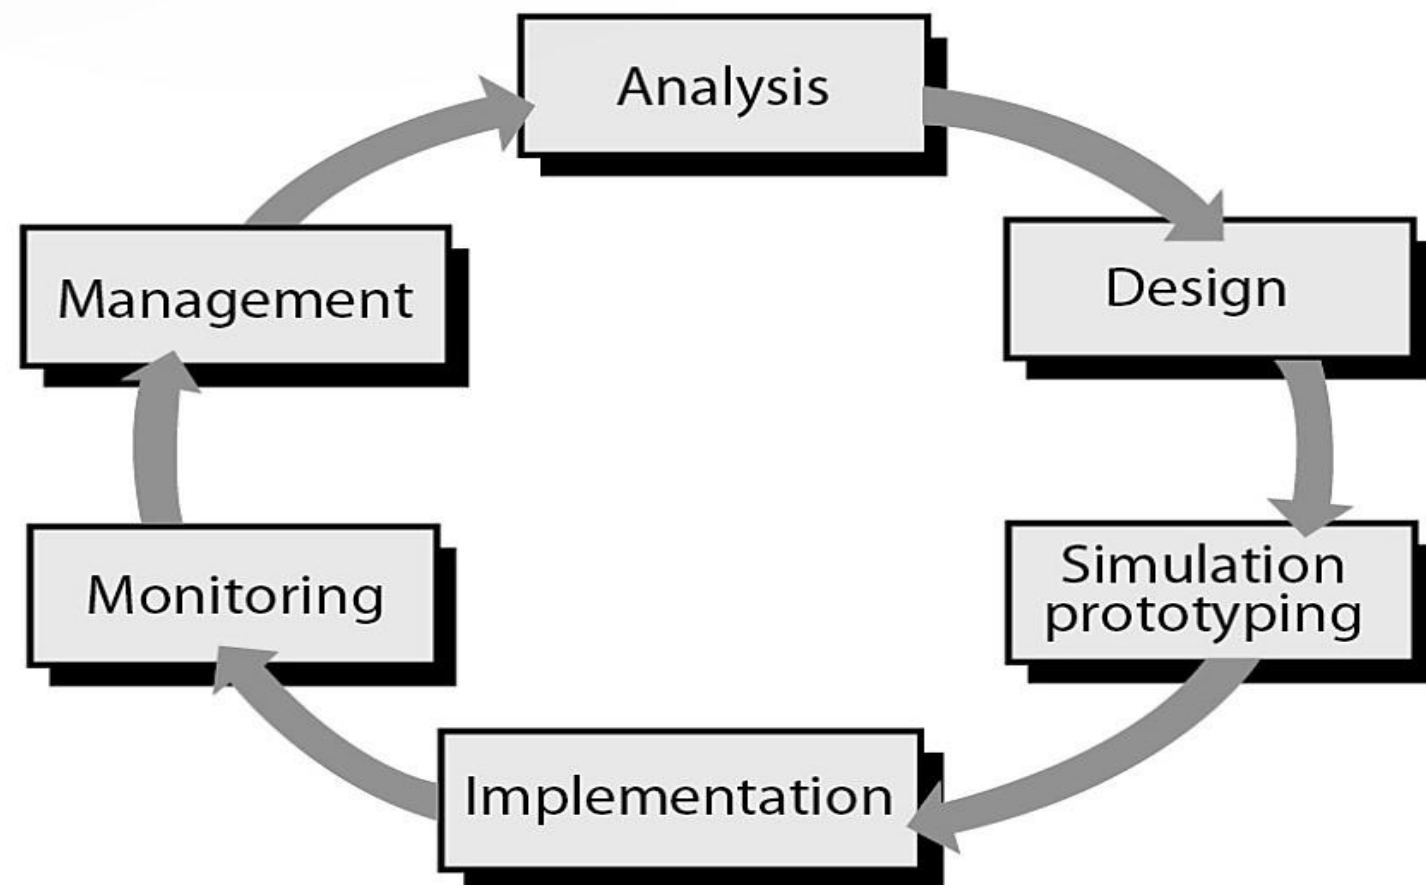 Analysis
Design
Simulation
prototyping
Implementation
Monitoring
Management